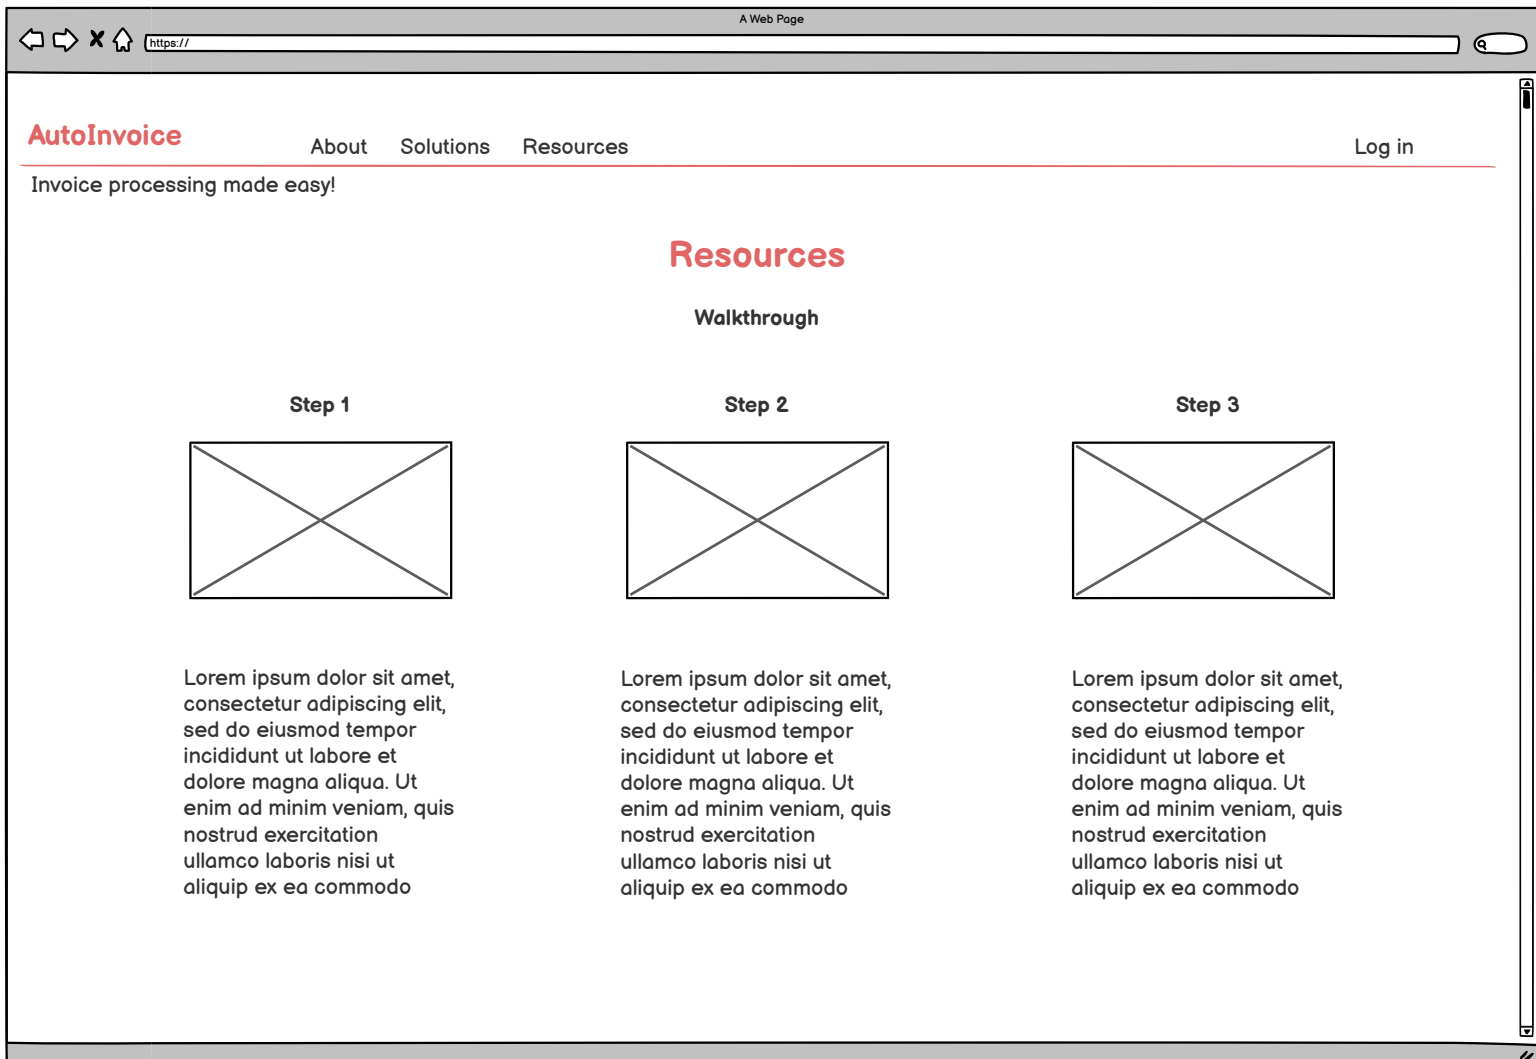 A Web Page
https://
AutoInvoice
About Solutions Resources Log in
Invoice processing made easy!
Resources
Walkthrough
Step 1
Step 2
Step 3
Lorem ipsum dolor sit amet,
consectetur adipiscing elit,
sed do eiusmod tempor
incididunt ut labore et
dolore magna aliqua. Ut
enim ad minim veniam, quis
nostrud exercitation
ullamco laboris nisi ut
aliquip ex ea commodo
Lorem ipsum dolor sit amet,
consectetur adipiscing elit,
sed do eiusmod tempor
incididunt ut labore et
dolore magna aliqua. Ut
enim ad minim veniam, quis
nostrud exercitation
ullamco laboris nisi ut
aliquip ex ea commodo
Lorem ipsum dolor sit amet,
consectetur adipiscing elit,
sed do eiusmod tempor
incididunt ut labore et
dolore magna aliqua. Ut
enim ad minim veniam, quis
nostrud exercitation
ullamco laboris nisi ut
aliquip ex ea commodo